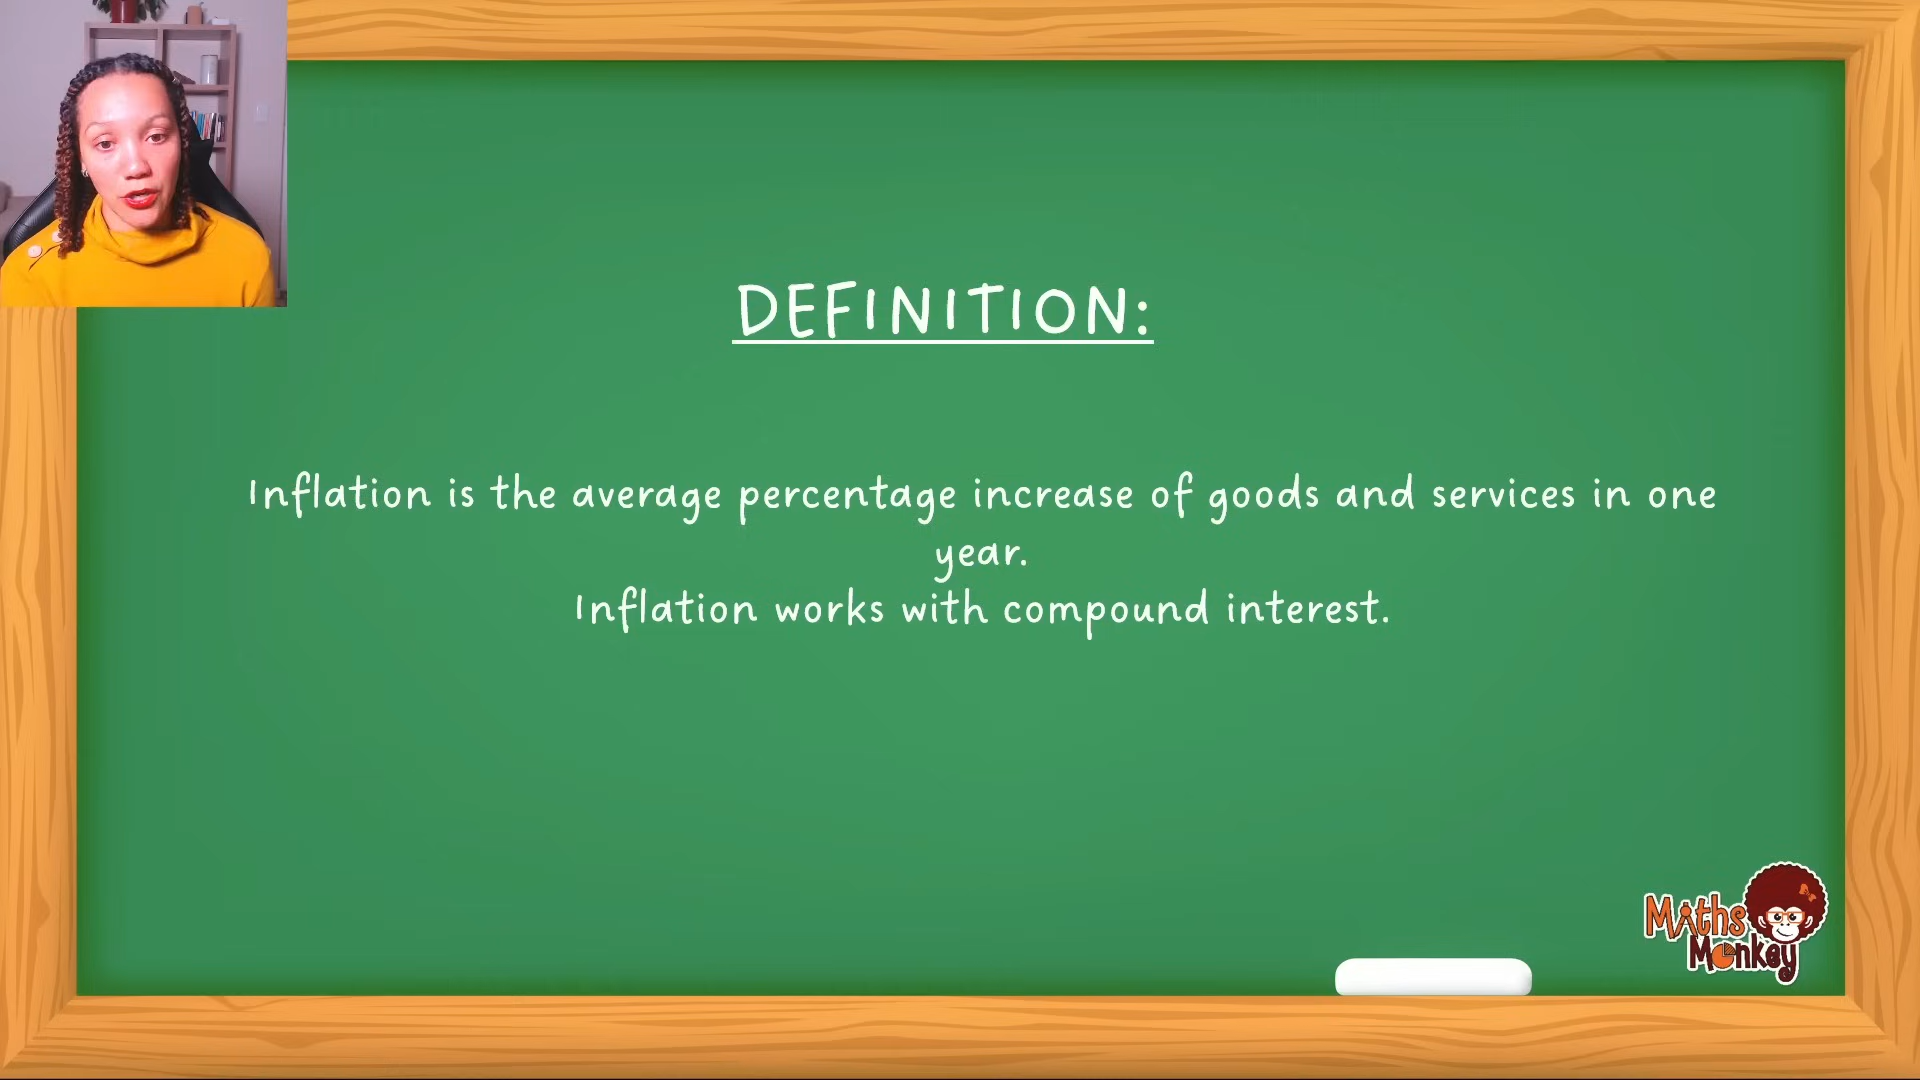 DEFINITION:
Inflation is the average percentage increase of goods and services in one
year.
Inflation works with compound interest.
Maths
Monkey